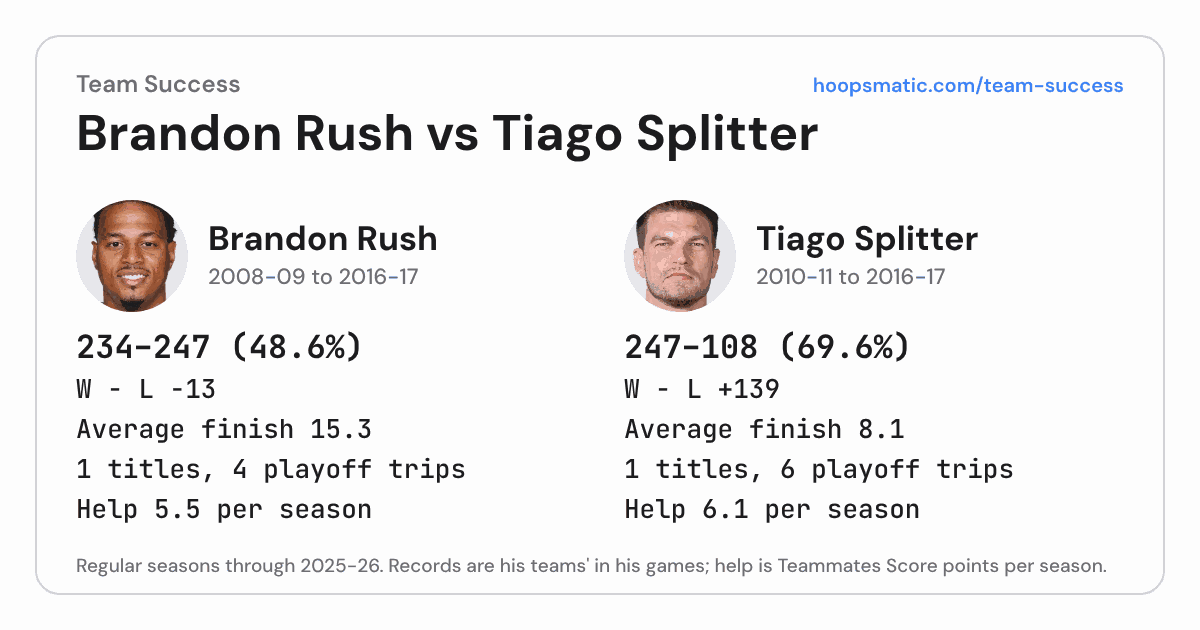 Team Success
hoopsmatic.com/team-success
Brandon Rush vs Tiago Splitter
Brandon Rush
2008-09 to 2016-17
234-247 (48.6%)
W - L -13
Average finish 15.3
1 titles, 4 playoff trips
Help 5.5 per season
Tiago Splitter
2010-11 to 2016-17
247-108 (69.6%)
W - L +139
Average finish 8.1
1 titles, 6 playoff trips
Help 6.1 per season
Regular seasons through 2025-26. Records are his teams' in his games; help is Teammates Score points per season.